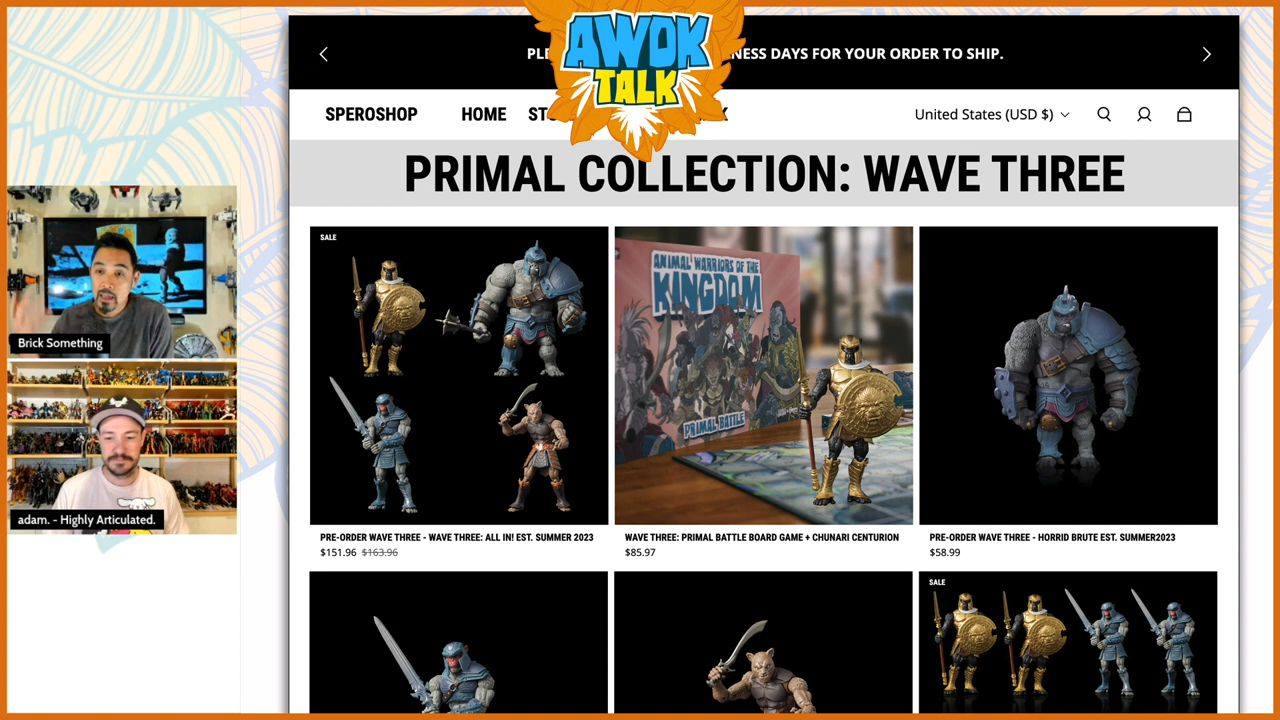 AWOK
TALK
NESS DAYS FOR YOUR ORDER TO SHIP.
SPEROSHOP
HOME
United States (USD $)
PRIMAL COLLECTION: WAVE THREE
SALE
ANIMAL WARRIORS OF THE
KINGDOM
PRIMAL BATTLE
Brick Something
adam. - Highly Articulated.
PRE-ORDER WAVE THREE - WAVE THREE: ALL IN! EST. SUMMER 2023
$151.96 $163.96
WAVE THREE: PRIMAL BATTLE BOARD GAME + CHUNARI CENTURION
$85.97
PRE-ORDER WAVE THREE - HORRID BRUTE EST. SUMMER2023
$58.99
SALE